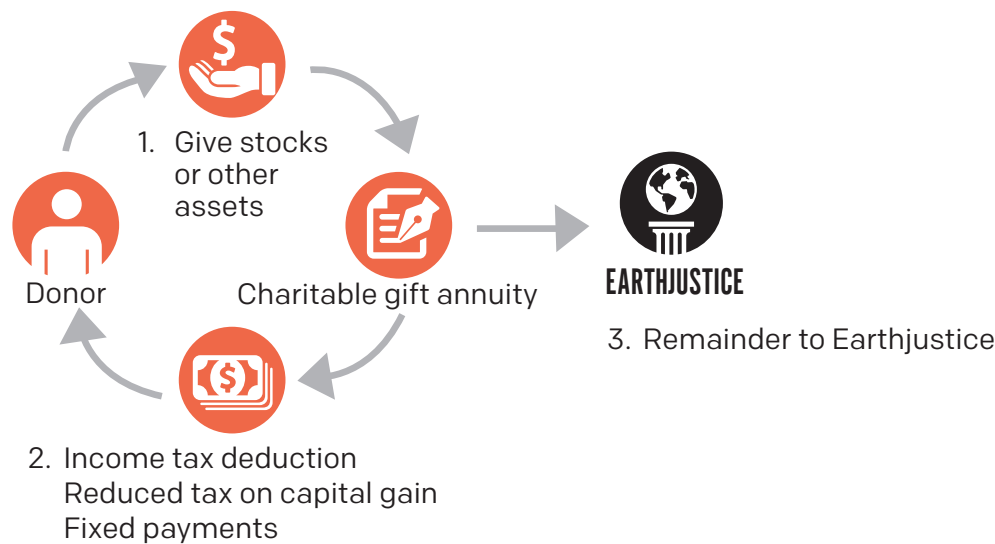 1. Give stocks
or other
assets
Donor
Charitable gift annuity
EARTHJUSTICE
3. Remainder to Earthjustice
2. Income tax deduction
Reduced tax on capital gain
Fixed payments